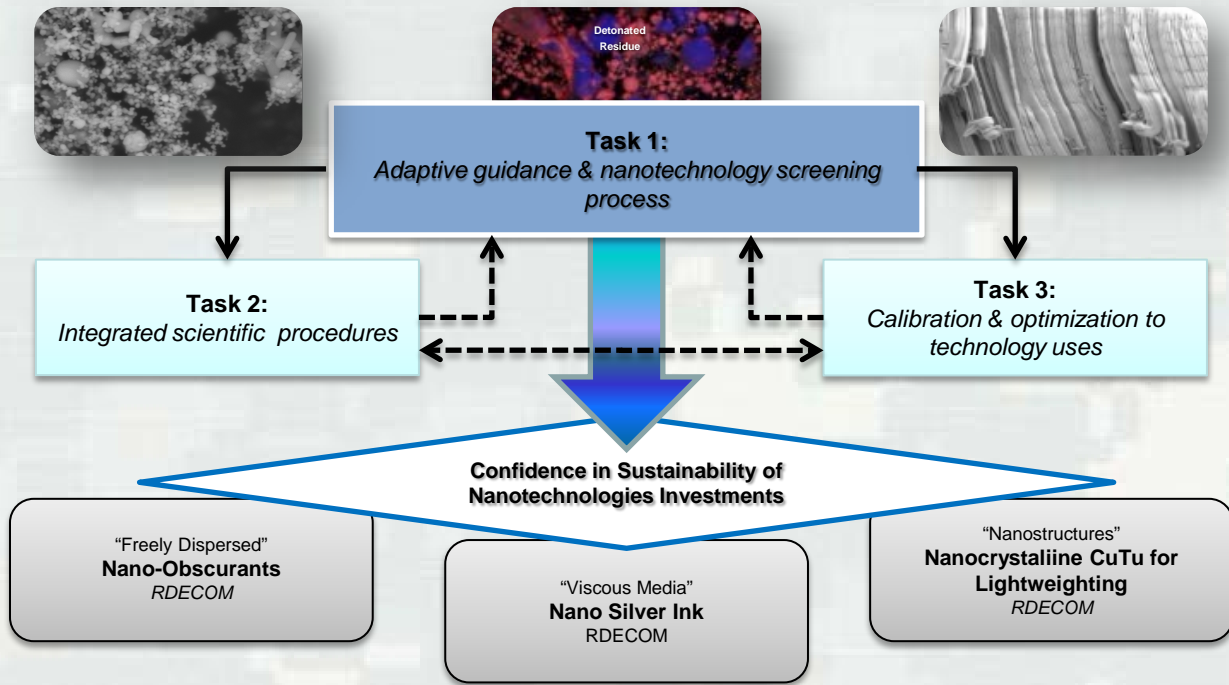 Detonated
Residue
Task 1:
Adaptive guidance & nanotechnology screening
process
Task 2:
Integrated scientific procedures
Task 3:
Calibration & optimization to
technology uses
Confidence in Sustainability of
Nanotechnologies Investments
“Freely Dispersed”
Nano-Obscurants
RDECOM
“Viscous Media”
Nano Silver Ink
RDECOM
“Nanostructures”
Nanocrystaliine CuTu for
Lightweighting
RDECOM